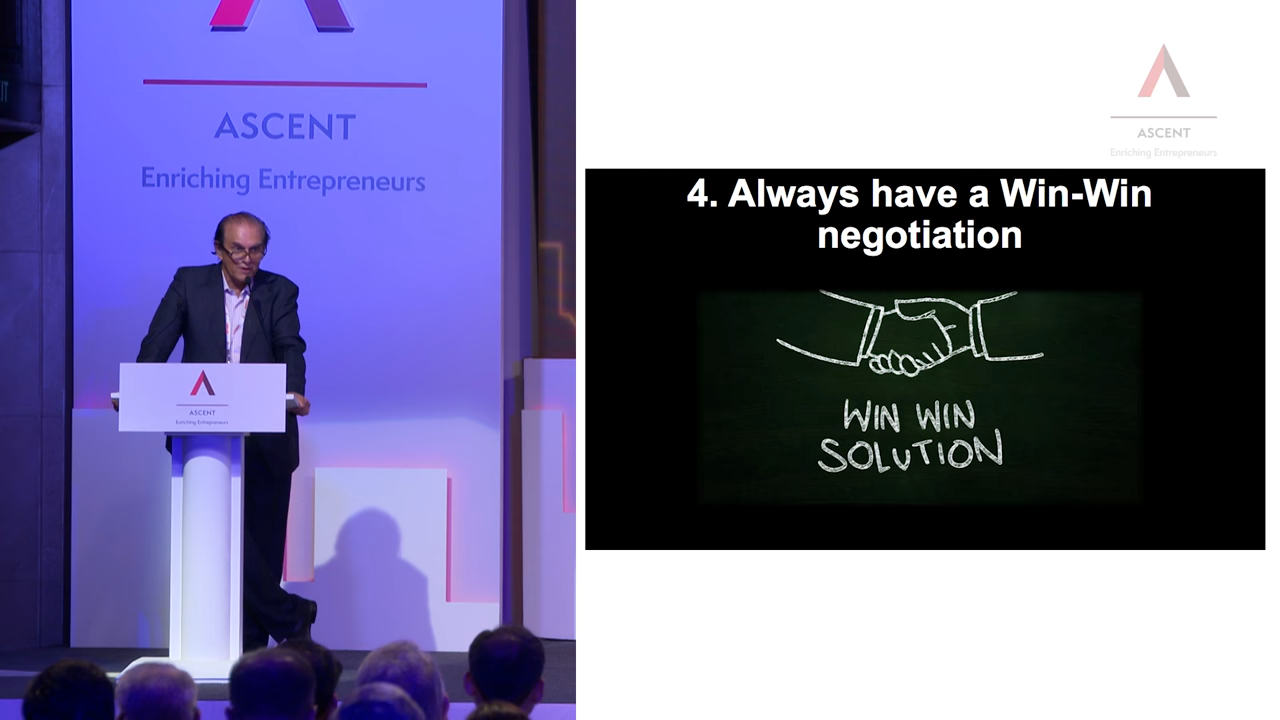 ASCENT
Enriching Entrepreneurs
ASCENT
Enriching Entrepreneurs
ASCENT
Enriching Entrepreneurs
4. Always have a Win-Win
negotiation
WIN WIN
SOLUTION